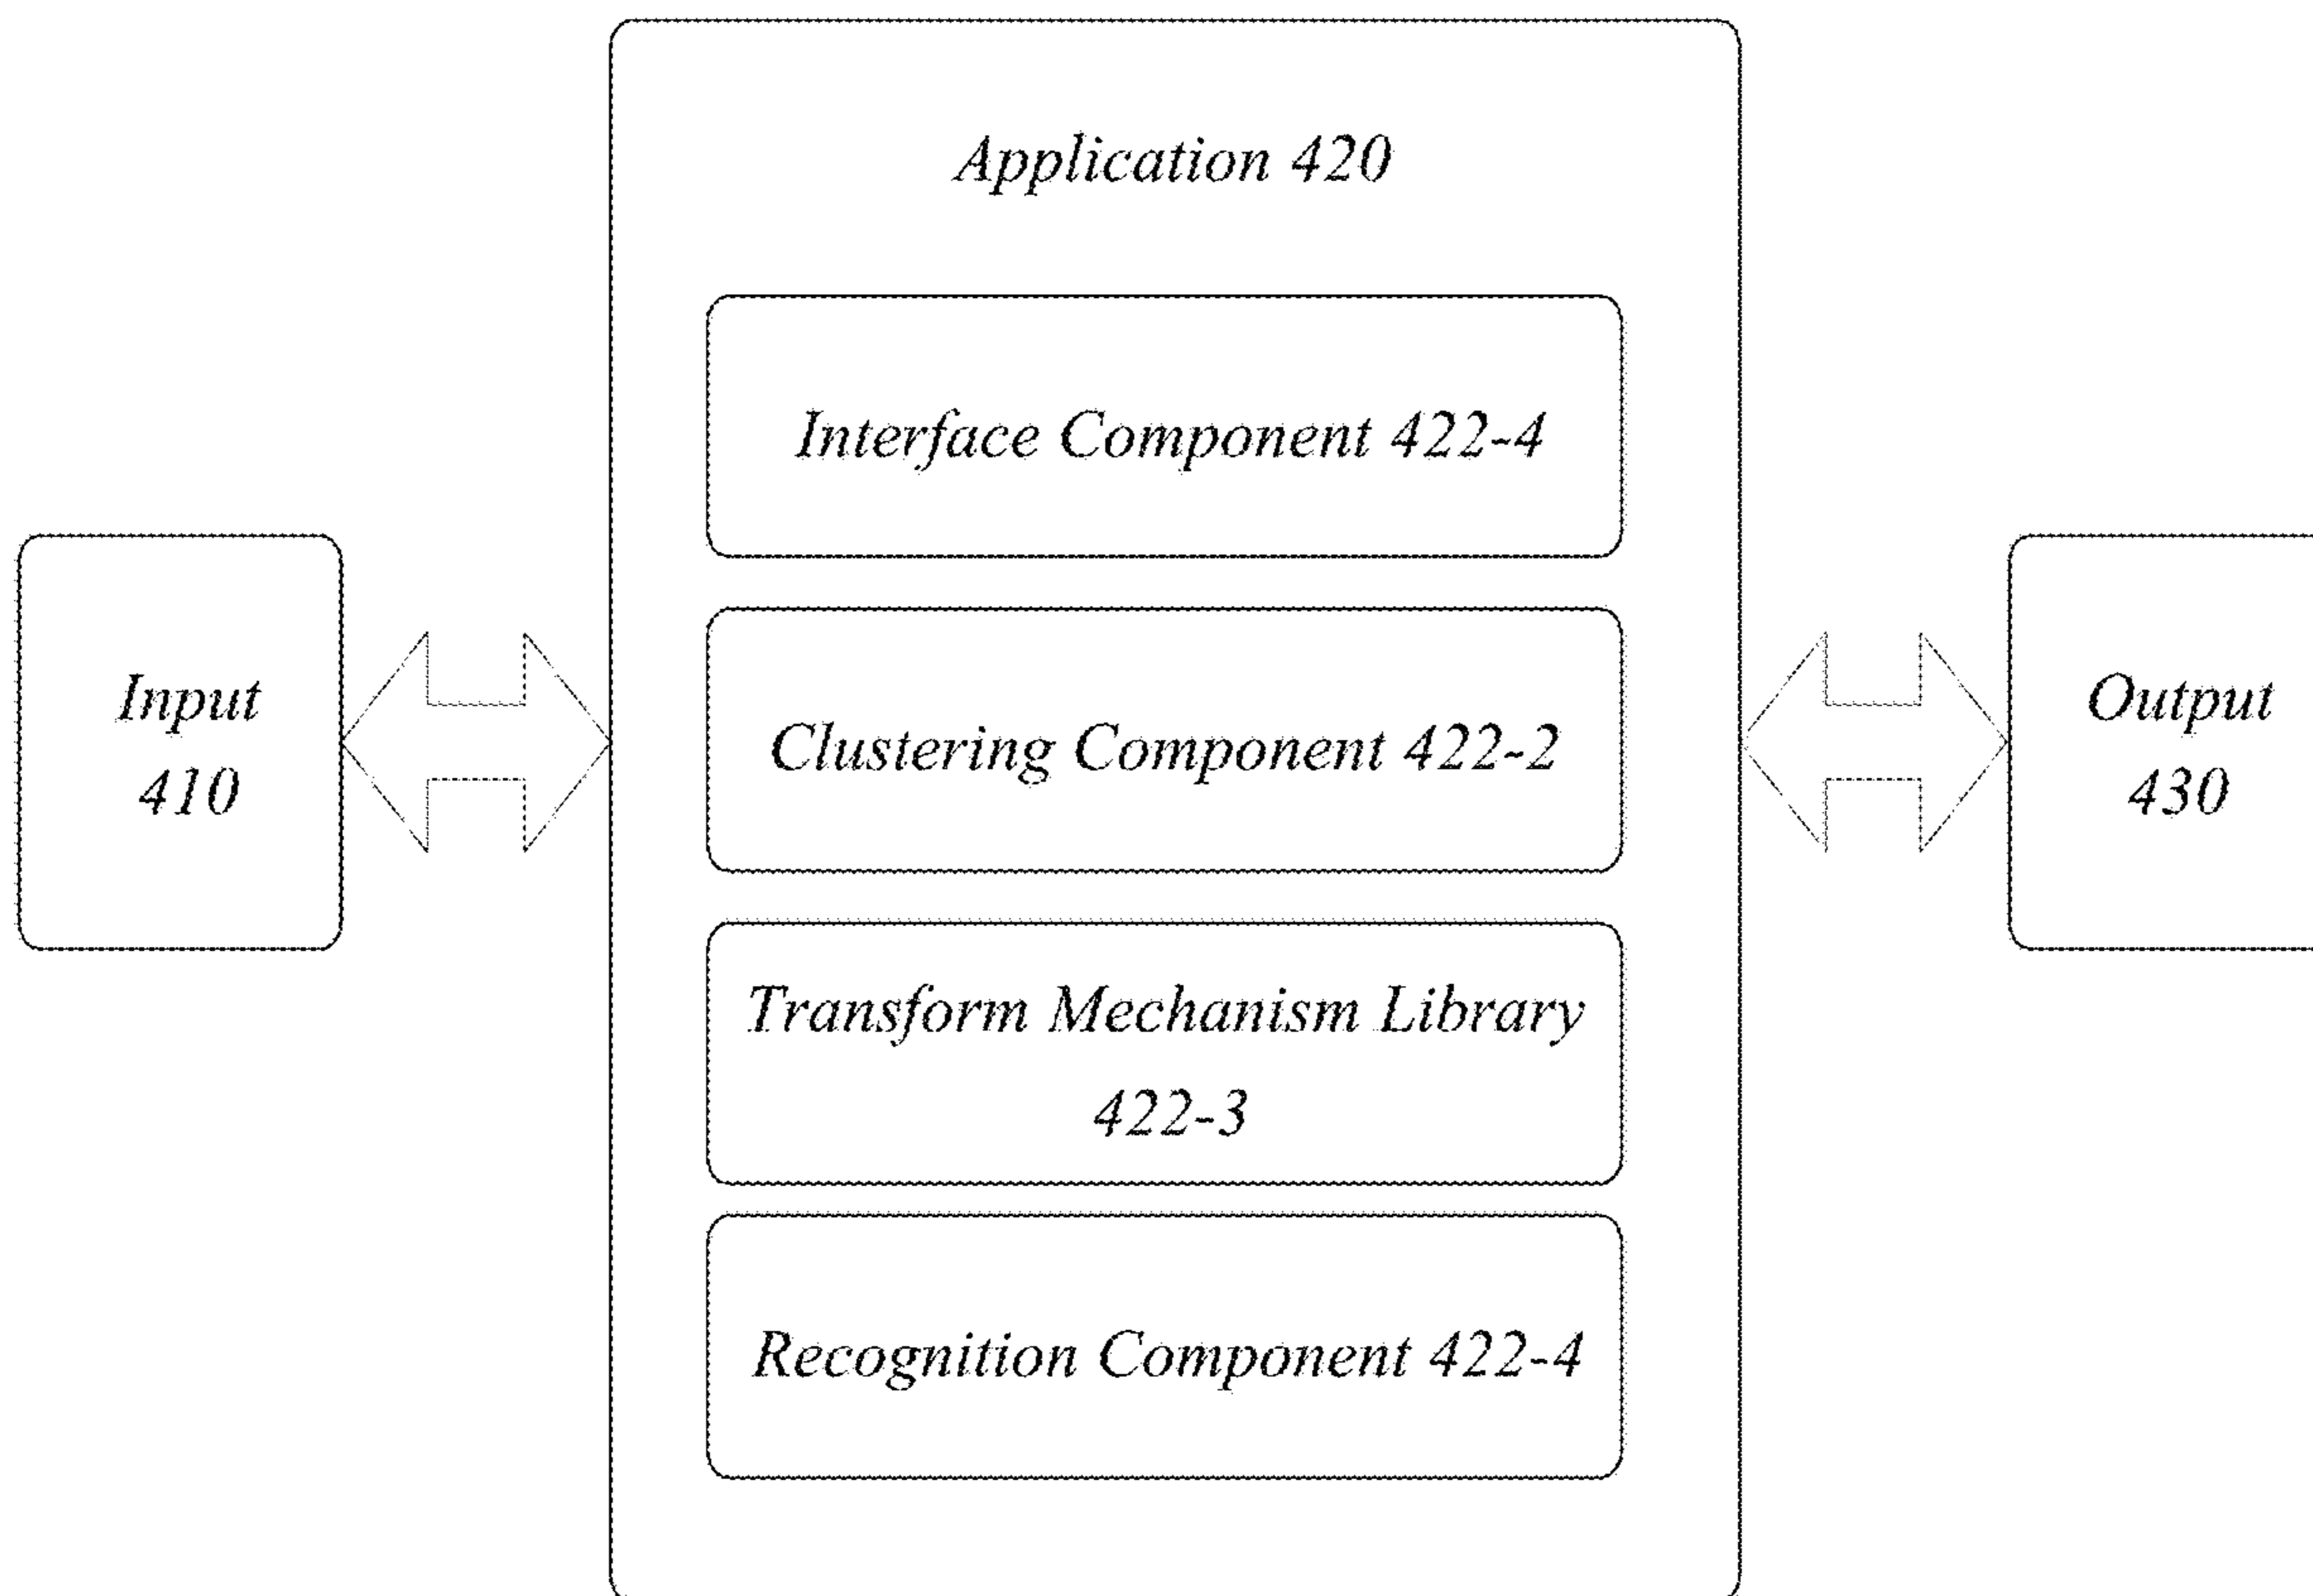 Application 420
Interface Component 422-4
Input
410
Clustering Component 422-2
Output
430
Transform Mechanism Library
422-3
Recognition Component 422-4